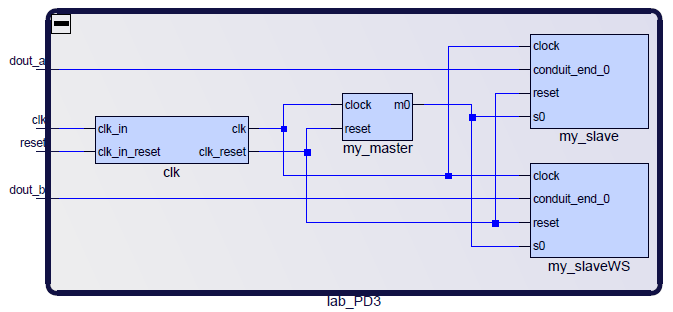 dout_a
clk
reset
dout_b
clk_in clk
clk_in_reset clk_reset
clk
clock m0
reset
my_master
clock
conduit_end_0
reset
s0
my_slave
clock
conduit_end_0
reset
s0
my_slaveWS
lab_PD3